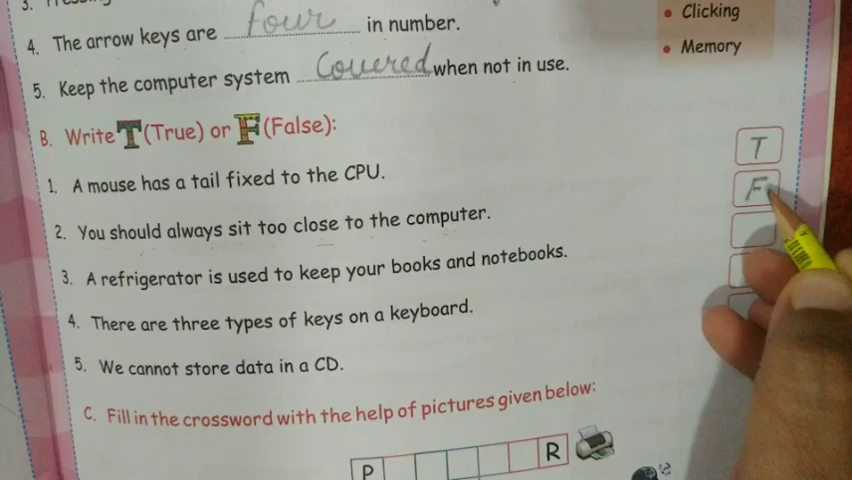 3.
4. The arrow keys are four in number.
5. Keep the computer system covered when not in use.
• Clicking
• Memory
B. Write T (True) or F (False):
1. A mouse has a tail fixed to the CPU. T
2. You should always sit too close to the computer. F
3. A refrigerator is used to keep your books and notebooks.
4. There are three types of keys on a keyboard.
5. We cannot store data in a CD.
C. Fill in the crossword with the help of pictures given below:
P R